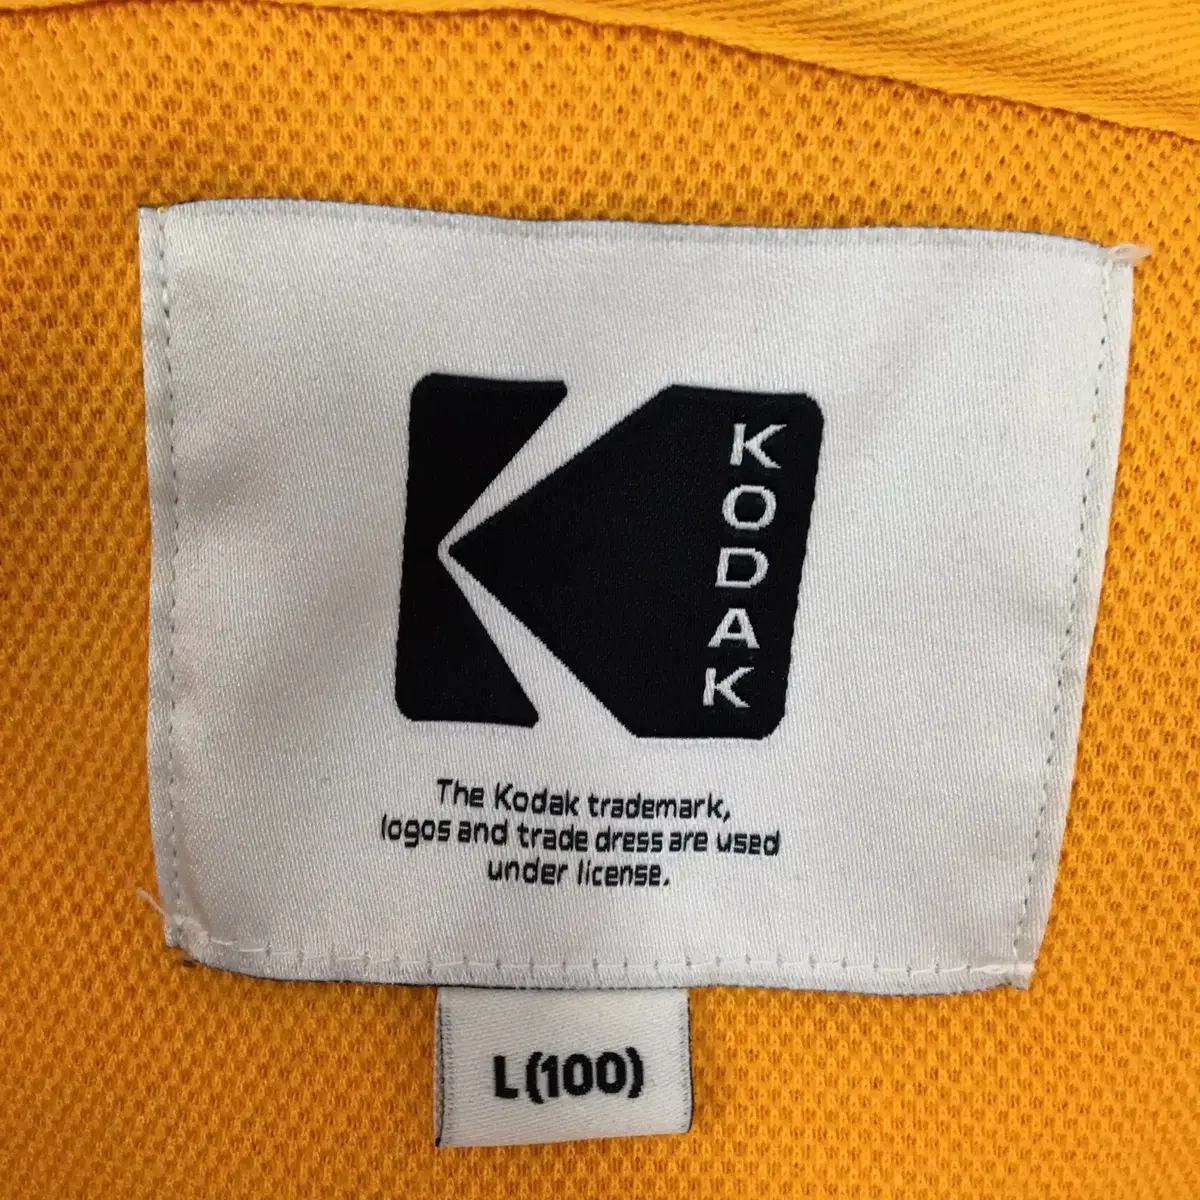 KODAK
The Kodak trademark,
logos and trade dress are used
under license.
L(100)